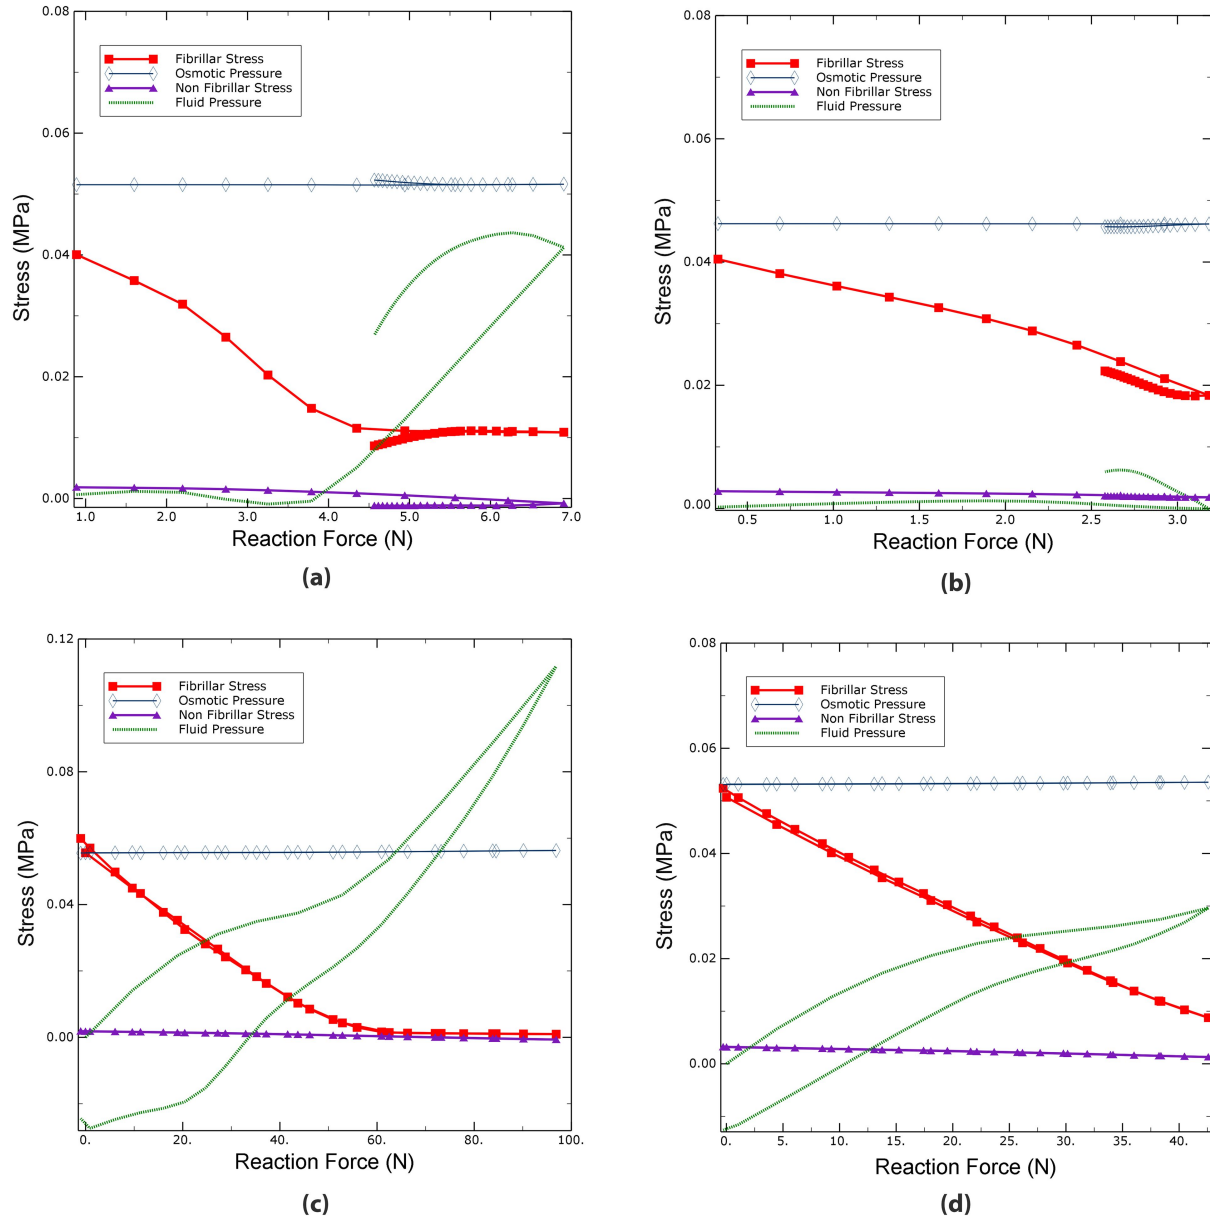 0.08
0.06
0.04
0.02
0.00
Stress (MPa)
Fibrillar Stress
Osmotic Pressure
Non Fibrillar Stress
Fluid Pressure
1.0 2.0 3.0 4.0 5.0 6.0 7.0
Reaction Force (N)
(a)
0.08
0.06
0.04
0.02
0.00
Stress (MPa)
Fibrillar Stress
Osmotic Pressure
Non Fibrillar Stress
Fluid Pressure
0.5 1.0 1.5 2.0 2.5 3.0
Reaction Force (N)
(b)
0.12
0.08
0.04
0.00
Stress (MPa)
Fibrillar Stress
Osmotic Pressure
Non Fibrillar Stress
Fluid Pressure
0. 20. 40. 60. 80. 100.
Reaction Force (N)
(c)
0.08
0.06
0.04
0.02
0.00
Stress (MPa)
Fibrillar Stress
Osmotic Pressure
Non Fibrillar Stress
Fluid Pressure
0. 5. 10. 15. 20. 25. 30. 35. 40.
Reaction Force (N)
(d)